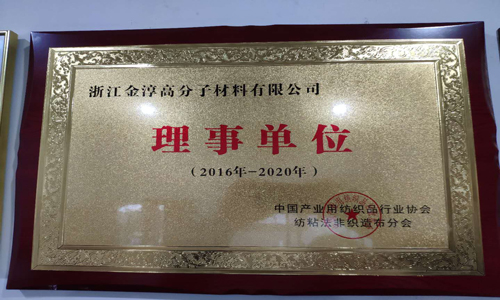 浙江金淳高分子材料有限公司
理事单位
（2016年-2020年）
中国产业用纺织品行业协会
纺粘法非织造布分会